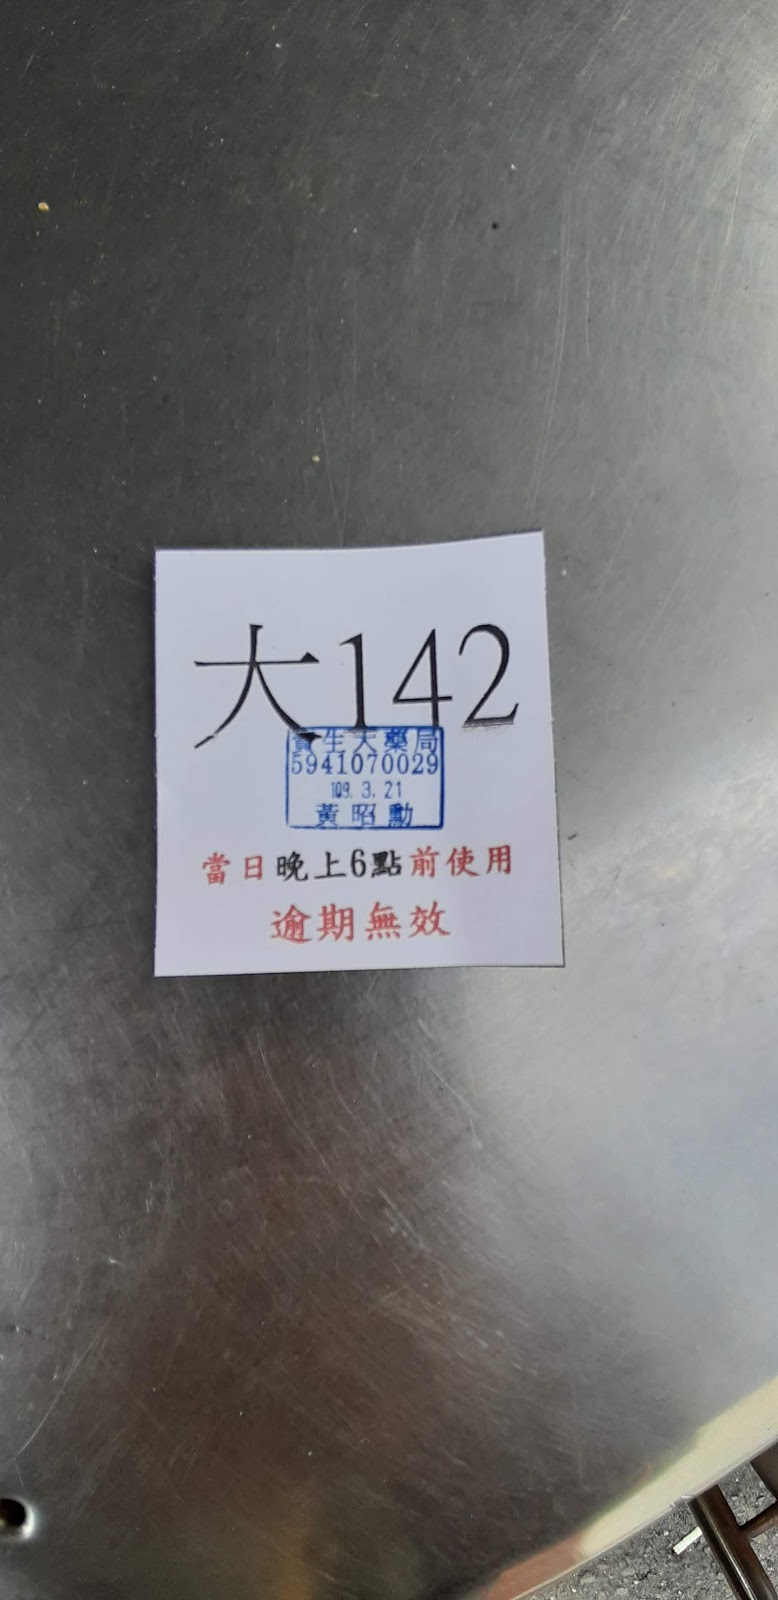 大142
資生大藥局
5941070029
109. 3. 21
黃昭勳
當日晚上6點前使用
逾期無效